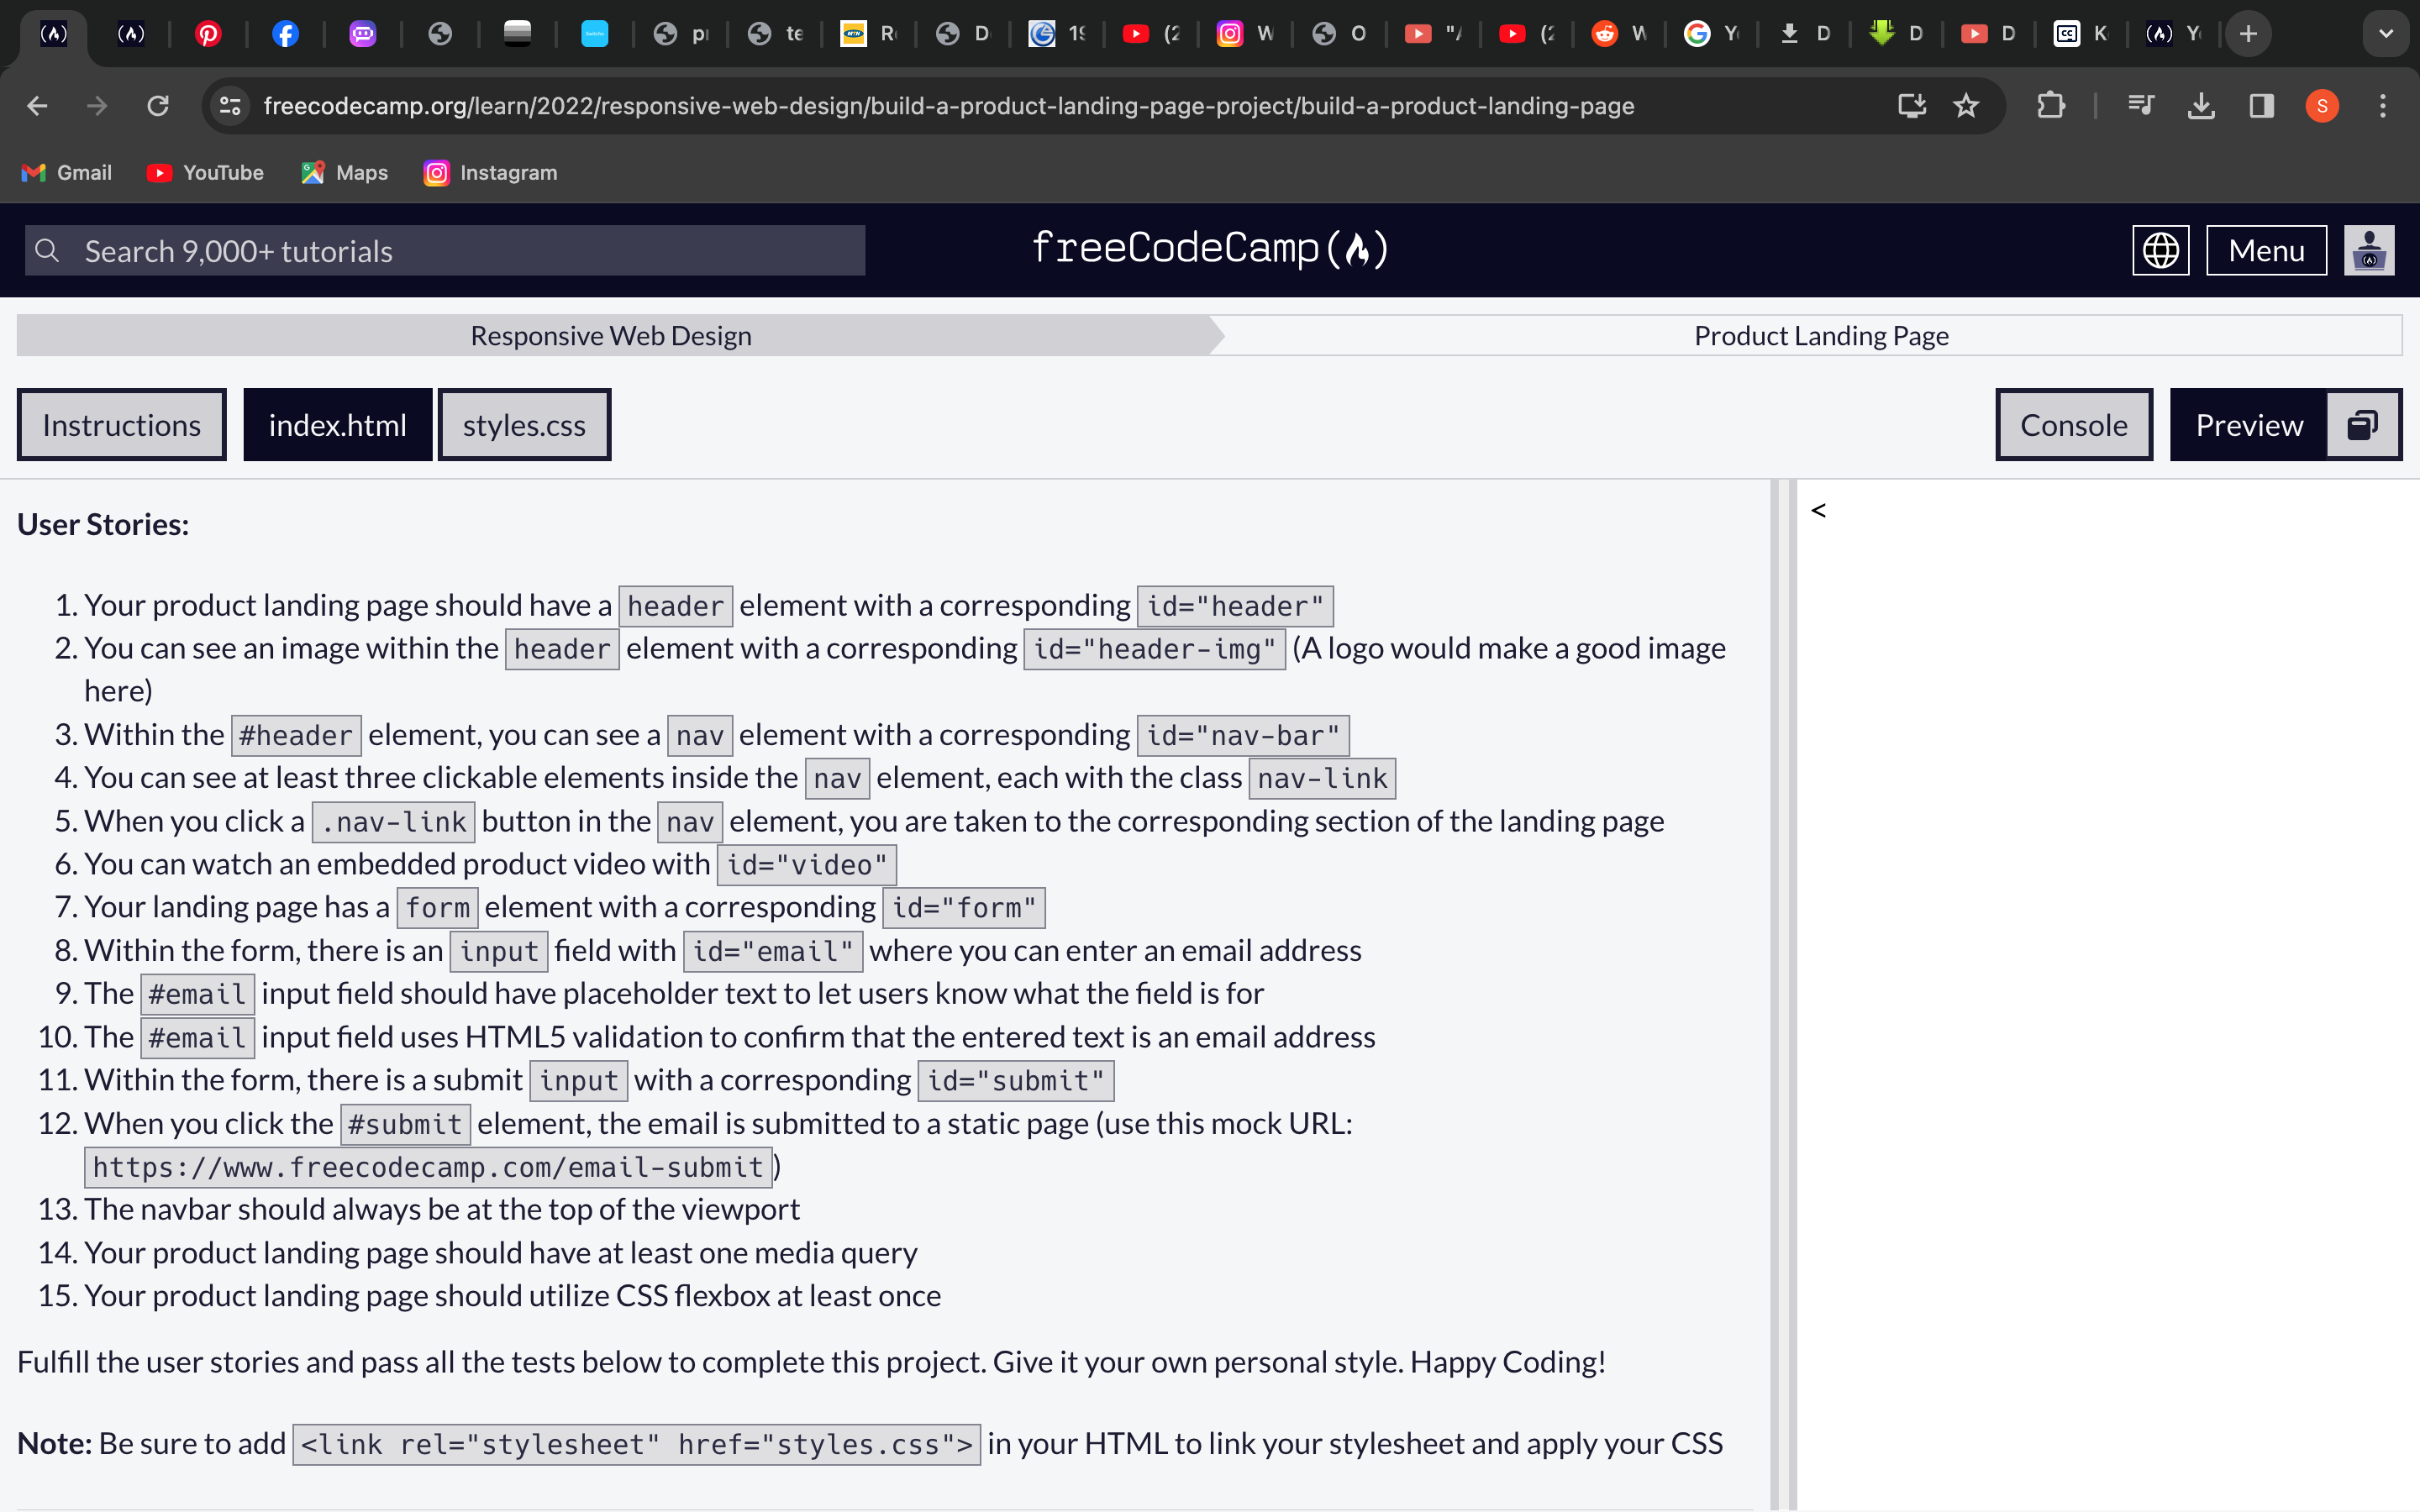 p
te
R
D
19
(2
W
O
"A
(2
W
Y
D
D
D
K
Y
freecodecamp.org/learn/2022/responsive-web-design/build-a-product-landing-page-project/build-a-product-landing-page
S
Gmail YouTube Maps Instagram
Search 9,000+ tutorials freeCodeCamp(🔥) Menu
Responsive Web Design Product Landing Page
Instructions index.html styles.css Console Preview
User Stories:
<
1. Your product landing page should have a header element with a corresponding id="header"
2. You can see an image within the header element with a corresponding id="header-img" (A logo would make a good image
here)
3. Within the #header element, you can see a nav element with a corresponding id="nav-bar"
4. You can see at least three clickable elements inside the nav element, each with the class nav-link
5. When you click a .nav-link button in the nav element, you are taken to the corresponding section of the landing page
6. You can watch an embedded product video with id="video"
7. Your landing page has a form element with a corresponding id="form"
8. Within the form, there is an input field with id="email" where you can enter an email address
9. The #email input field should have placeholder text to let users know what the field is for
10. The #email input field uses HTML5 validation to confirm that the entered text is an email address
11. Within the form, there is a submit input with a corresponding id="submit"
12. When you click the #submit element, the email is submitted to a static page (use this mock URL:
https://www.freecodecamp.com/email-submit)
13. The navbar should always be at the top of the viewport
14. Your product landing page should have at least one media query
15. Your product landing page should utilize CSS flexbox at least once
Fulfill the user stories and pass all the tests below to complete this project. Give it your own personal style. Happy Coding!
Note: Be sure to add <link rel="stylesheet" href="styles.css"> in your HTML to link your stylesheet and apply your CSS